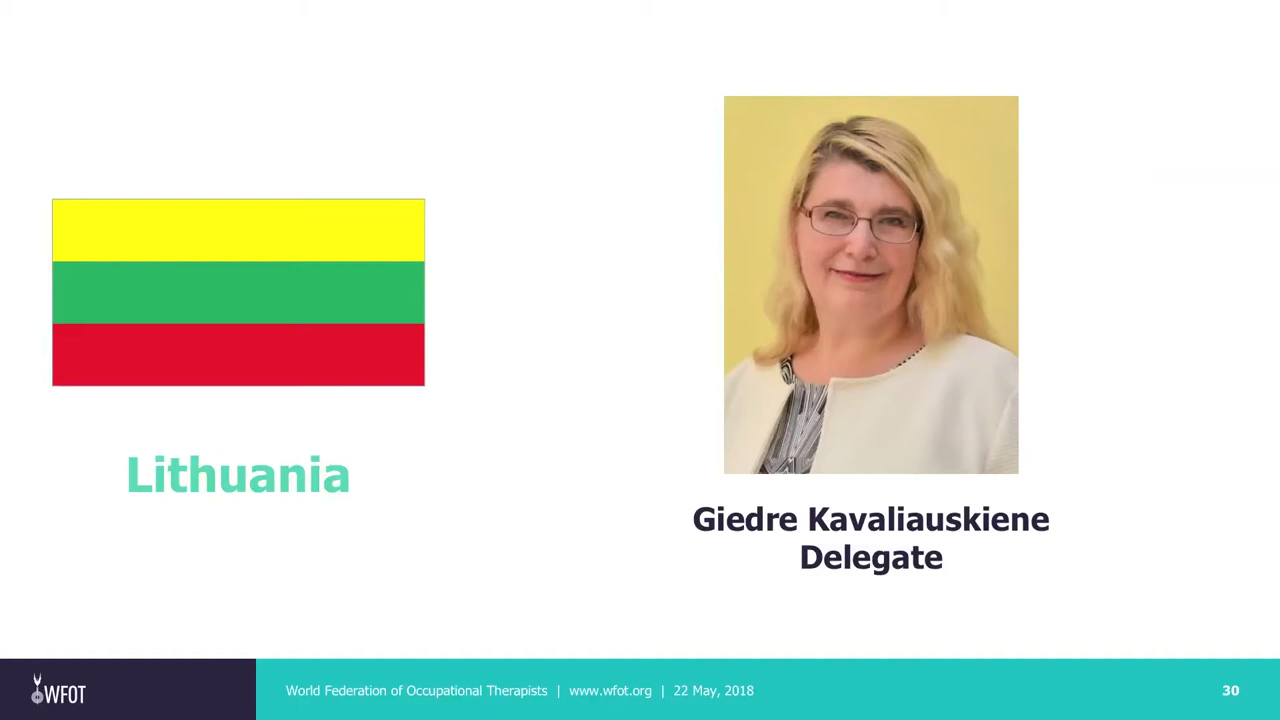 Lithuania
Giedre Kavaliauskiene
Delegate
WFOT
World Federation of Occupational Therapists | www.wfot.org | 22 May, 2018
30